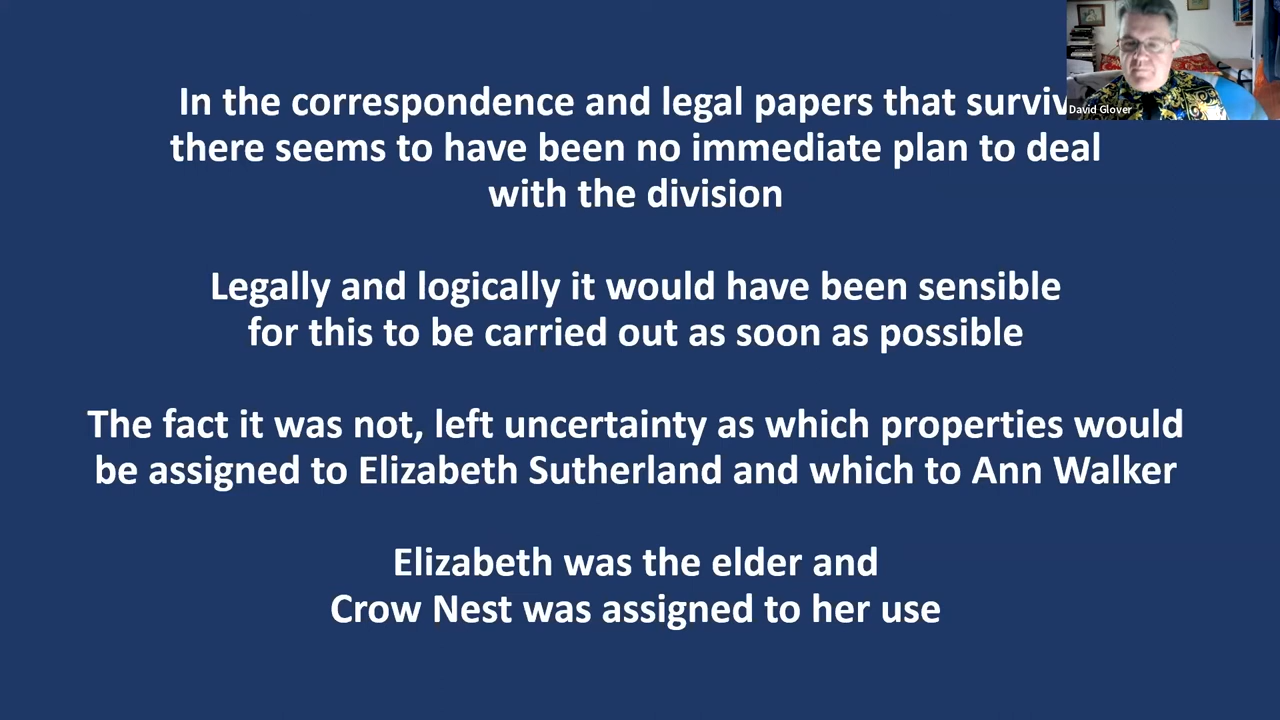 In the correspondence and legal papers that surviv
there seems to have been no immediate plan to deal
with the division
Legally and logically it would have been sensible
for this to be carried out as soon as possible
The fact it was not, left uncertainty as which properties would
be assigned to Elizabeth Sutherland and which to Ann Walker
Elizabeth was the elder and
Crow Nest was assigned to her use
David Glover